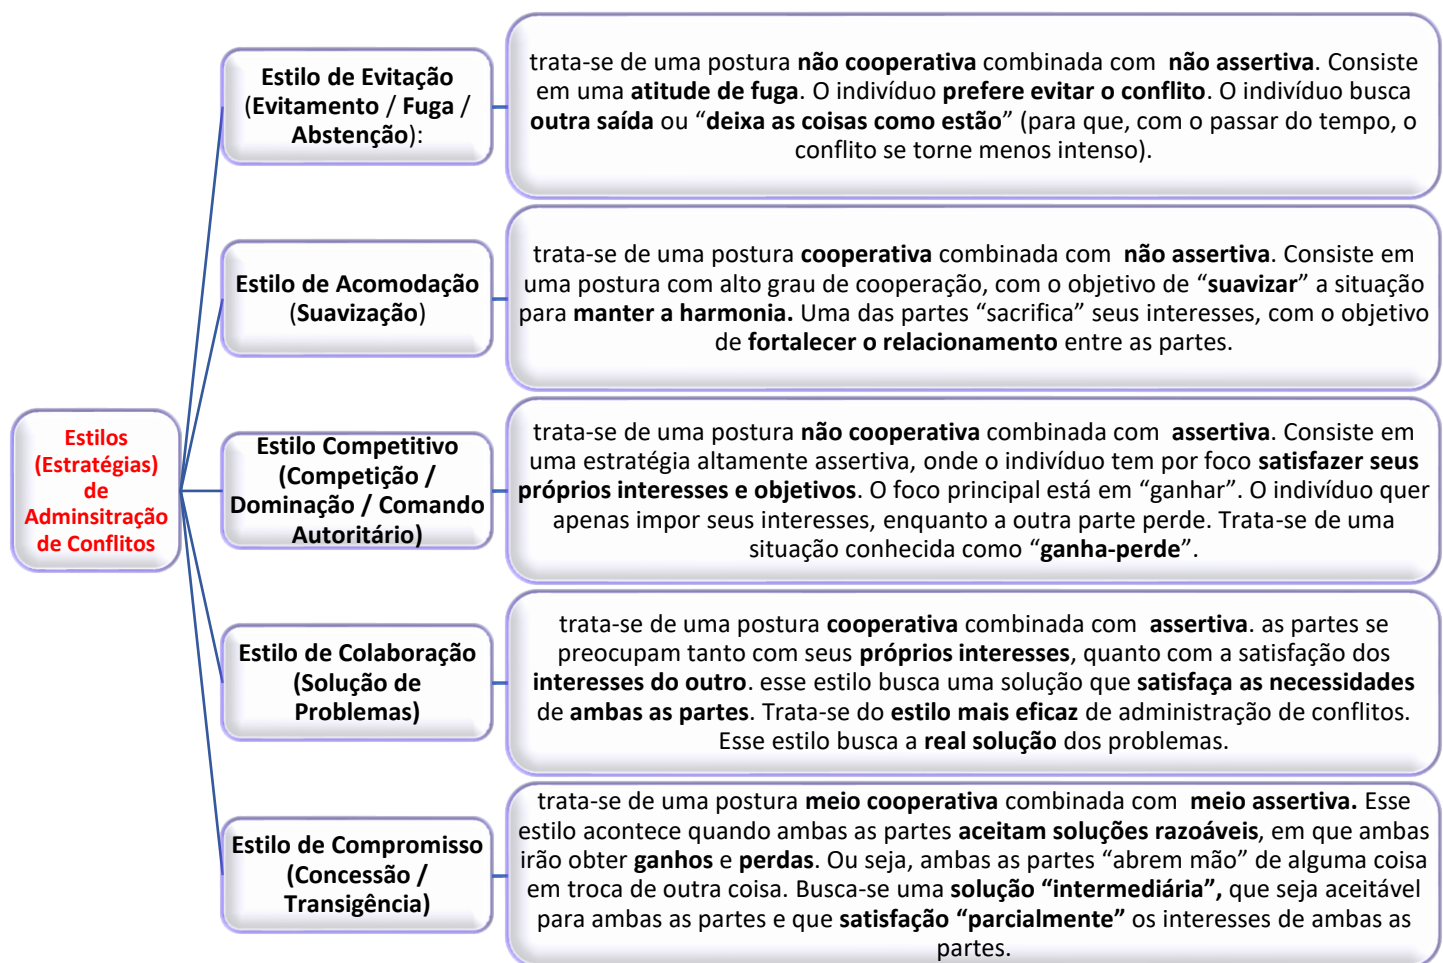 Estilo de Evitação
(Evitamento / Fuga /
Abstenção):
trata-se de uma postura não cooperativa combinada com não assertiva. Consiste
em uma atitude de fuga. O indivíduo prefere evitar o conflito. O indivíduo busca
outra saída ou “deixa as coisas como estão” (para que, com o passar do tempo, o
conflito se torne menos intenso).
Estilo de Acomodação
(Suavização)
trata-se de uma postura cooperativa combinada com não assertiva. Consiste em
uma postura com alto grau de cooperação, com o objetivo de “suavizar” a situação
para manter a harmonia. Uma das partes “sacrifica” seus interesses, com o objetivo
de fortalecer o relacionamento entre as partes.
Estilos
(Estratégias)
de
Adminsitração
de Conflitos
Estilo Competitivo
(Competição /
Dominação / Comando
Autoritário)
trata-se de uma postura não cooperativa combinada com assertiva. Consiste em
uma estratégia altamente assertiva, onde o indivíduo tem por foco satisfazer seus
próprios interesses e objetivos. O foco principal está em “ganhar”. O indivíduo quer
apenas impor seus interesses, enquanto a outra parte perde. Trata-se de uma
situação conhecida como “ganha-perde”.
Estilo de Colaboração
(Solução de
Problemas)
trata-se de uma postura cooperativa combinada com assertiva. as partes se
preocupam tanto com seus próprios interesses, quanto com a satisfação dos
interesses do outro. esse estilo busca uma solução que satisfaça as necessidades
de ambas as partes. Trata-se do estilo mais eficaz de administração de conflitos.
Esse estilo busca a real solução dos problemas.
Estilo de Compromisso
(Concessão /
Transigência)
trata-se de uma postura meio cooperativa combinada com meio assertiva. Esse
estilo acontece quando ambas as partes aceitam soluções razoáveis, em que ambas
irão obter ganhos e perdas. Ou seja, ambas as partes “abrem mão” de alguma coisa
em troca de outra coisa. Busca-se uma solução “intermediária”, que seja aceitável
para ambas as partes e que satisfação “parcialmente” os interesses de ambas as
partes.